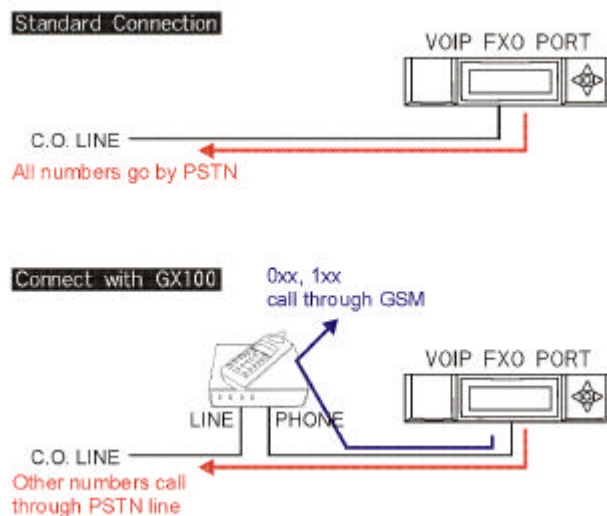 Standard Connection
VOIP FXO PORT
C.O. LINE
All numbers go by PSTN
Connect with GX100
0xx, 1xx
call through GSM
VOIP FXO PORT
LINE
PHONE
C.O. LINE
Other numbers call
through PSTN line